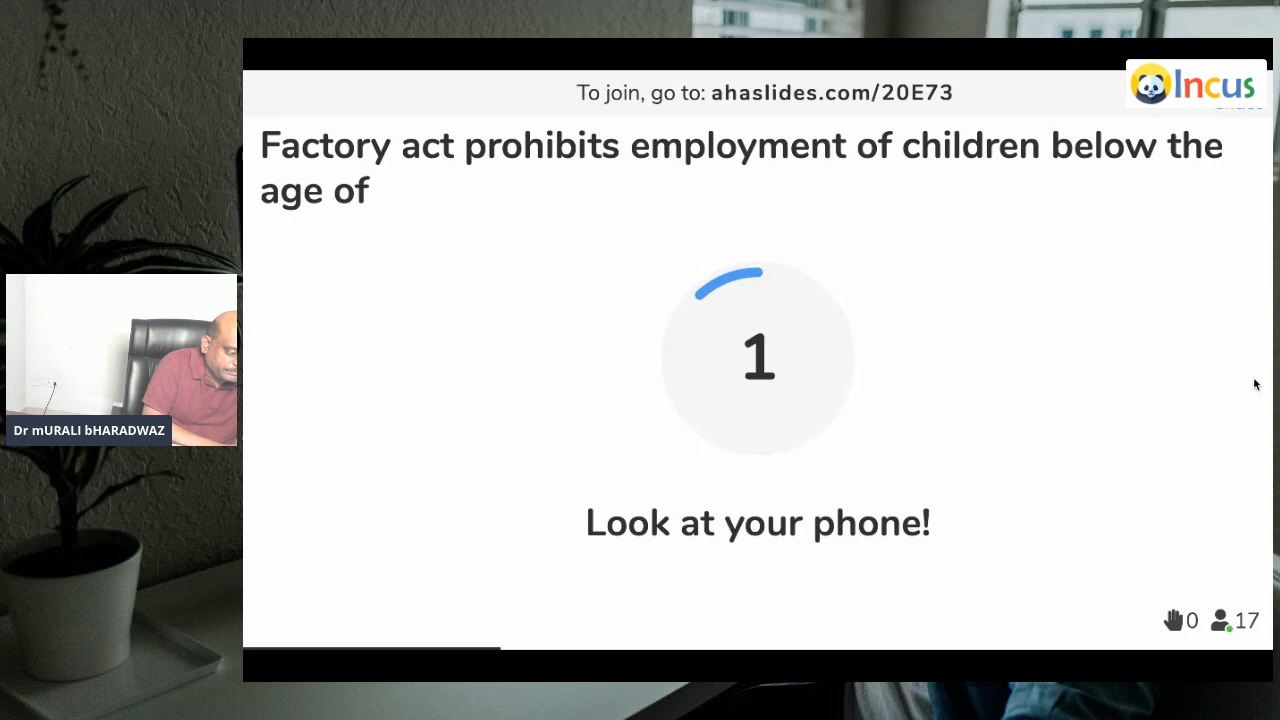 To join, go to: ahaslides.com/20E73
Incus
Factory act prohibits employment of children below the
age of
1
Dr mURALI bHARADWAZ
Look at your phone!
0 17